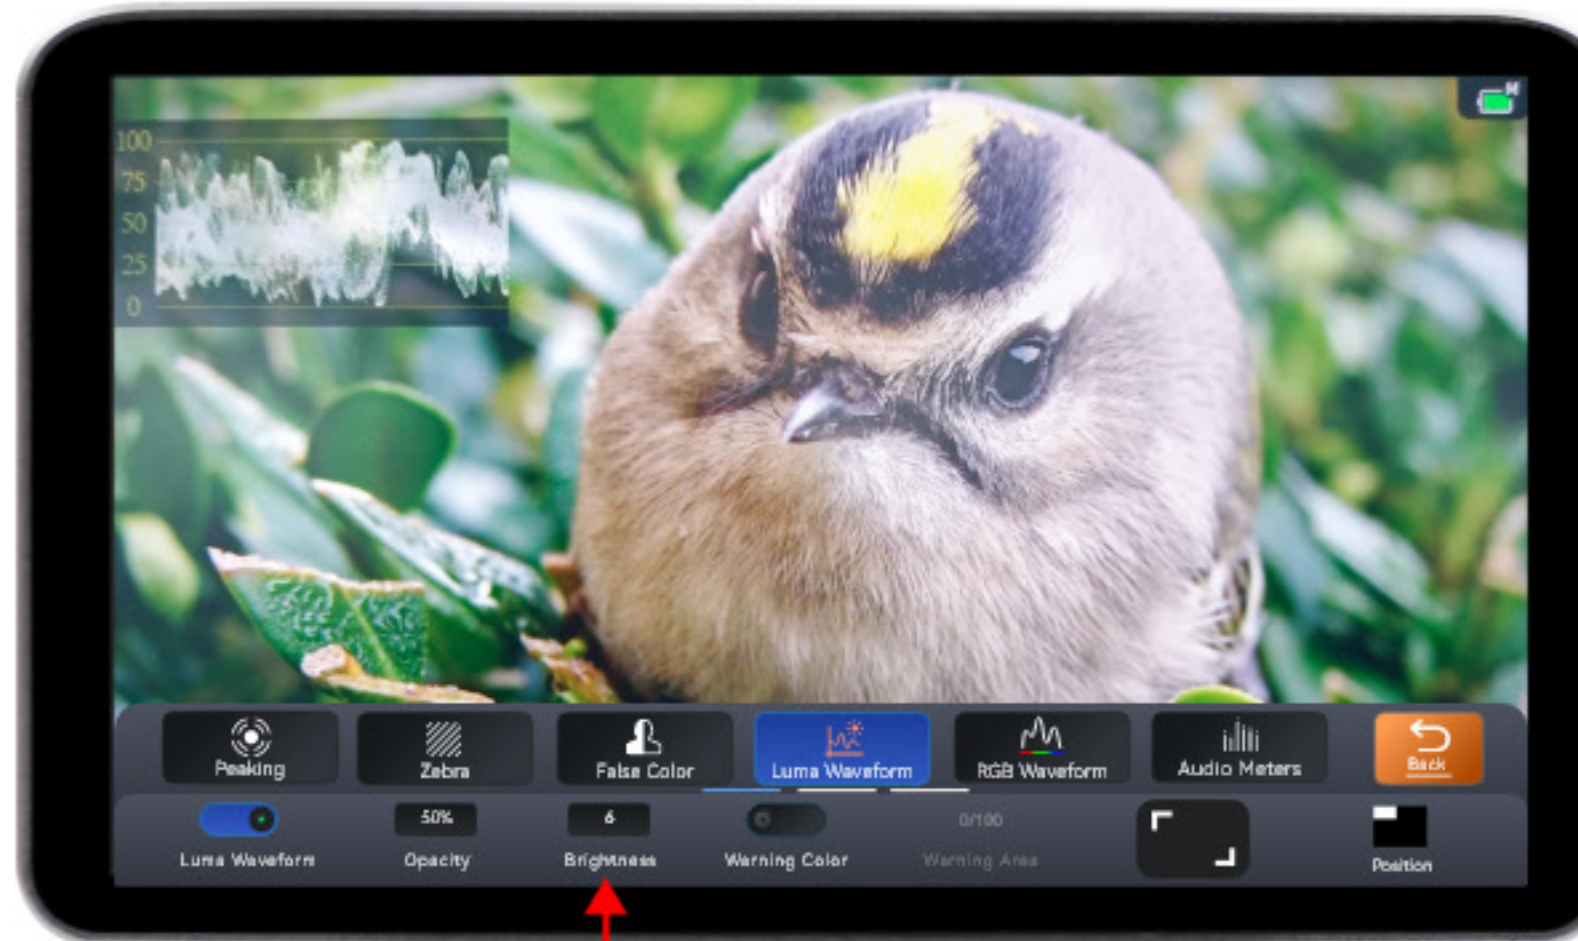 M
100
75
50
25
0
Peaking
Zebra
False Color
Luma Waveform
RGB Waveform
Audio Meters
Back
50%
6
0/100
Luma Waveform
Opacity
Brightness
Warning Color
Warning Area
Position